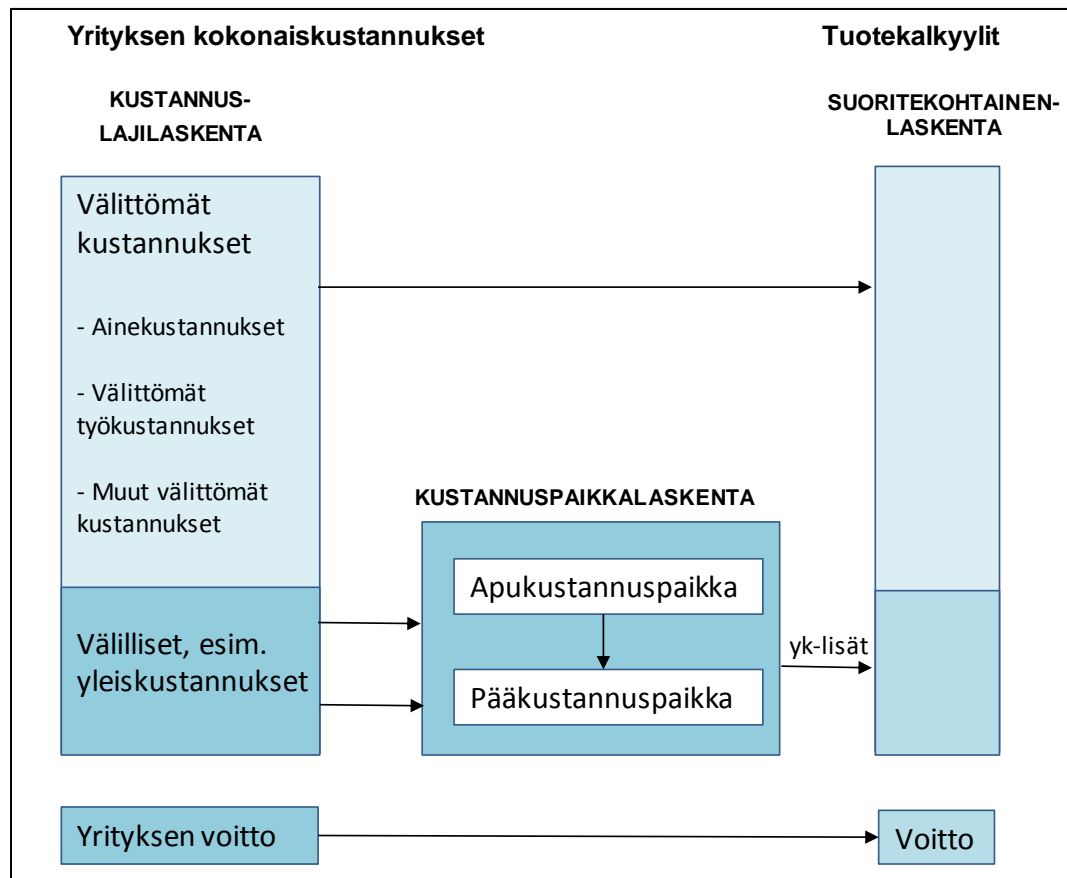 Yrityksen kokonaiskustannukset
Tuotekalkyylit
KUSTANNUS-
LAJILASKENTA
SUORITEKOHTAINEN-
LASKENTA
Välittömät
kustannukset
- Ainekustannukset
- Välittömät
työkustannukset
- Muut välittömät
kustannukset
KUSTANNUSPAIKKALASKENTA
Apukustannuspaikka
Välilliset, esim.
yleiskustannukset
yk-lisät
Pääkustannuspaikka
Yrityksen voitto
Voitto